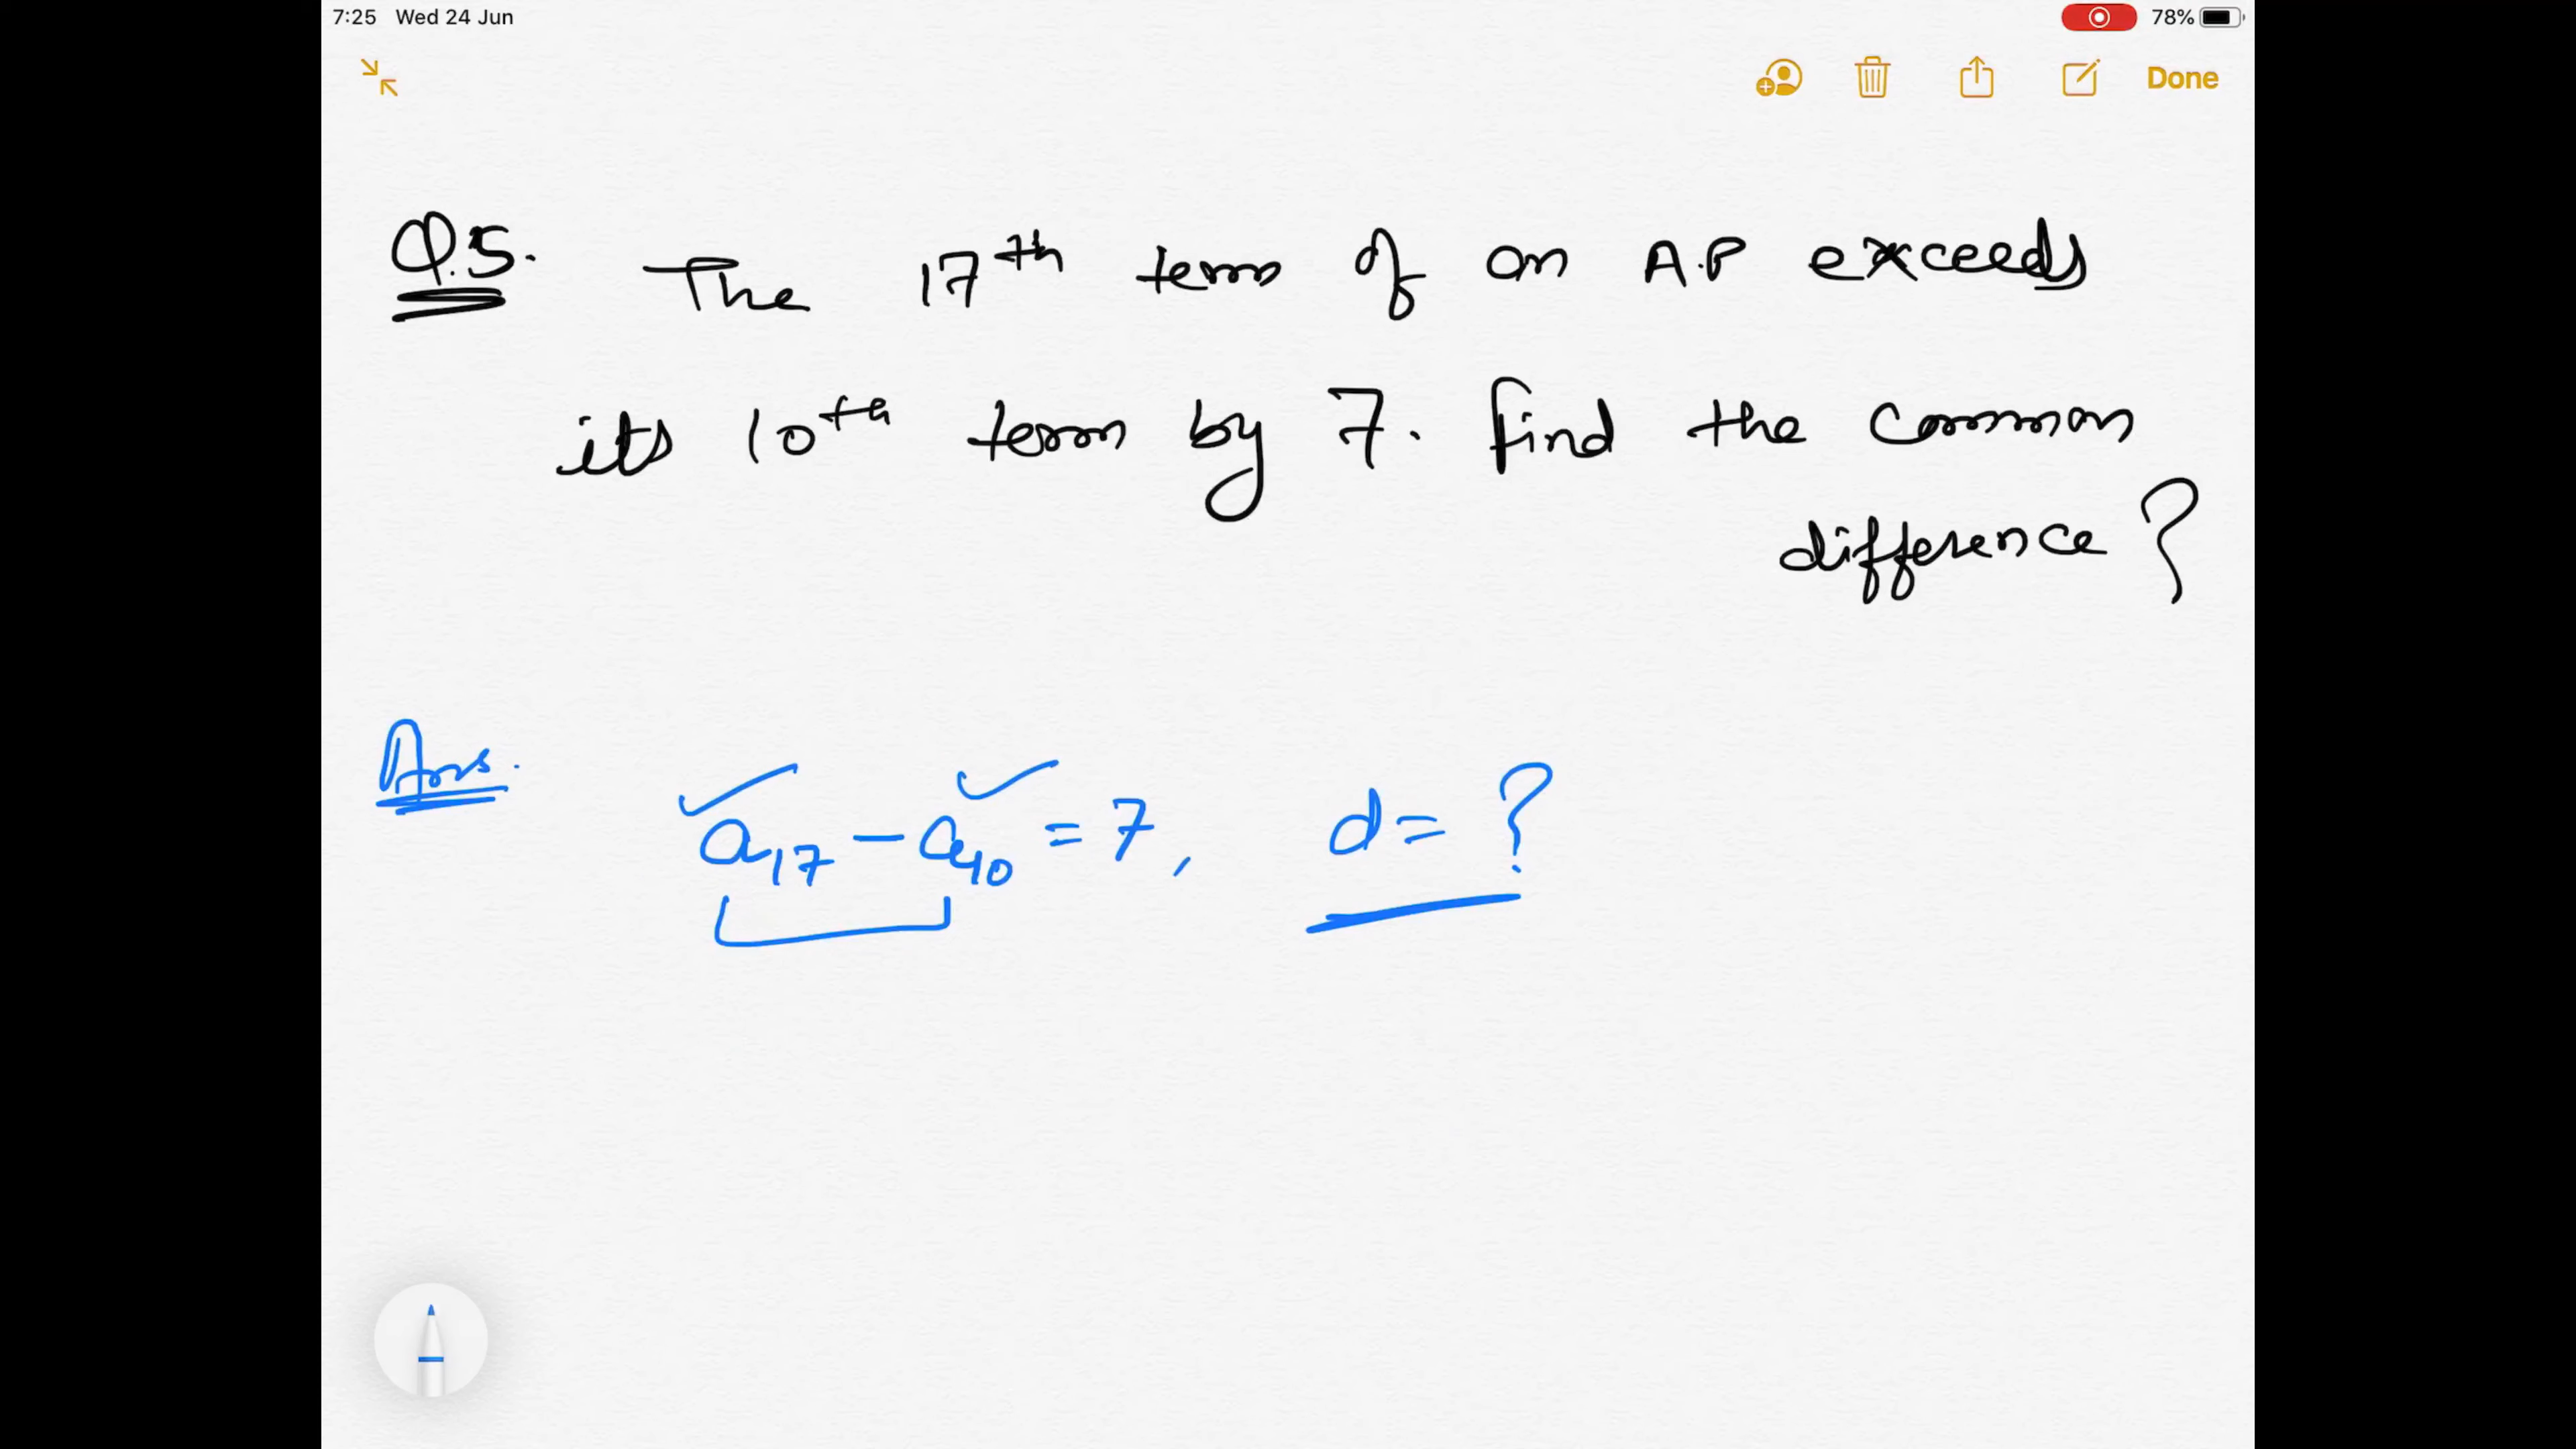 7:25 Wed 24 Jun 78%
Done
Q.5. The 17th term of an A.P exceeds
its 10th term by 7. find the common
difference ?
Ans. a17 - a10 = 7, d = ?